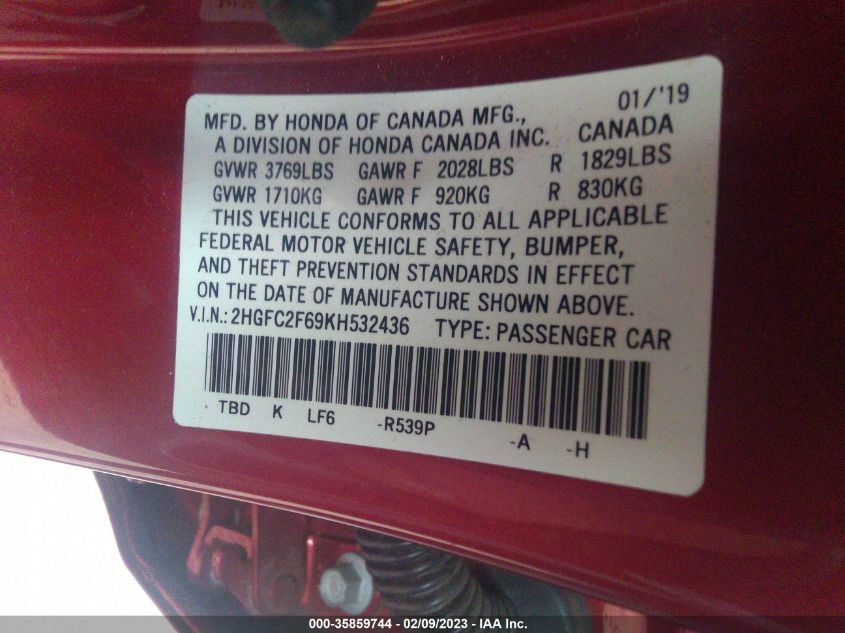 01/'19
MFD. BY HONDA OF CANADA MFG.,
A DIVISION OF HONDA CANADA INC. CANADA
GVWR 3769LBS GAWR F 2028LBS R 1829LBS
GVWR 1710KG GAWR F 920KG R 830KG
THIS VEHICLE CONFORMS TO ALL APPLICABLE
FEDERAL MOTOR VEHICLE SAFETY, BUMPER,
AND THEFT PREVENTION STANDARDS IN EFFECT
ON THE DATE OF MANUFACTURE SHOWN ABOVE.
V.I.N.: 2HGFC2F69KH532436 TYPE: PASSENGER CAR
TBD K LF6 -R539P -A -H
000-35859744 - 02/09/2023 - IAA Inc.